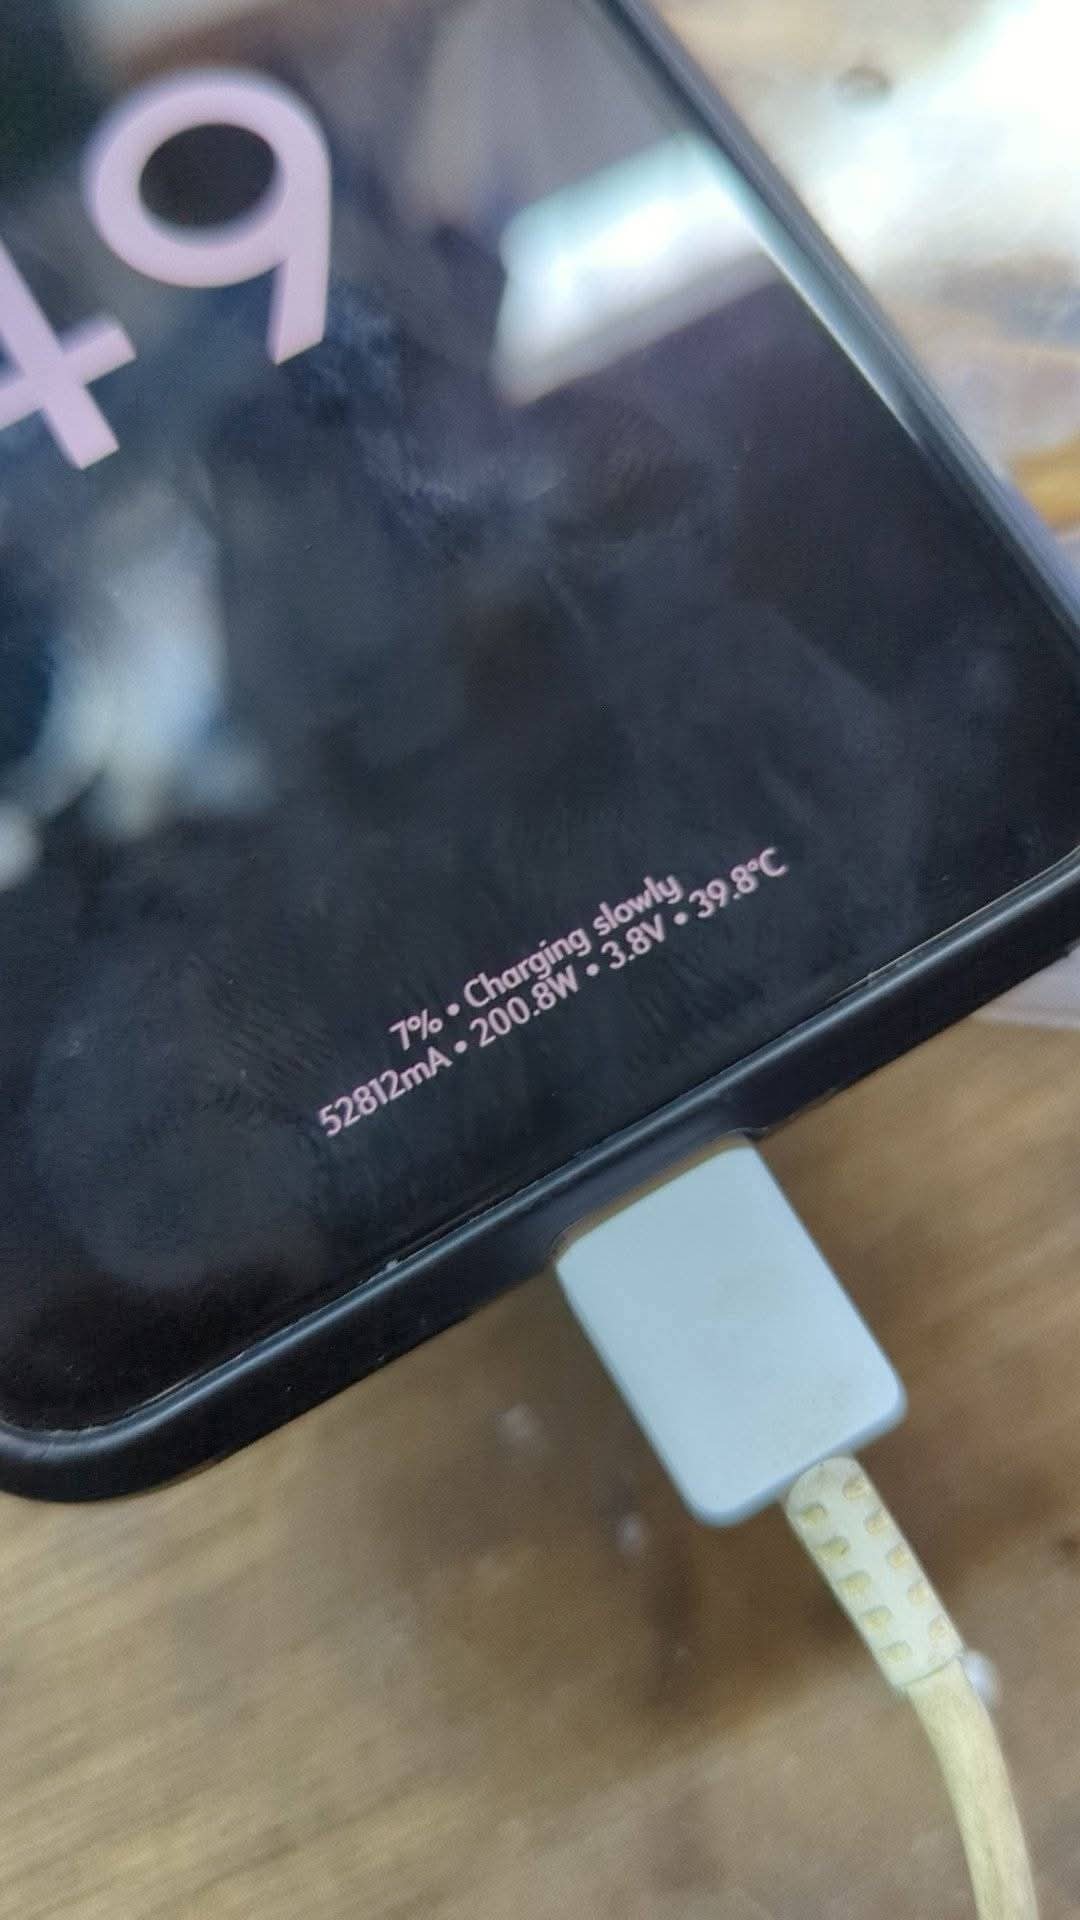 49
7% • Charging slowly
52812mA • 200.8W • 3.8V • 39.8°C